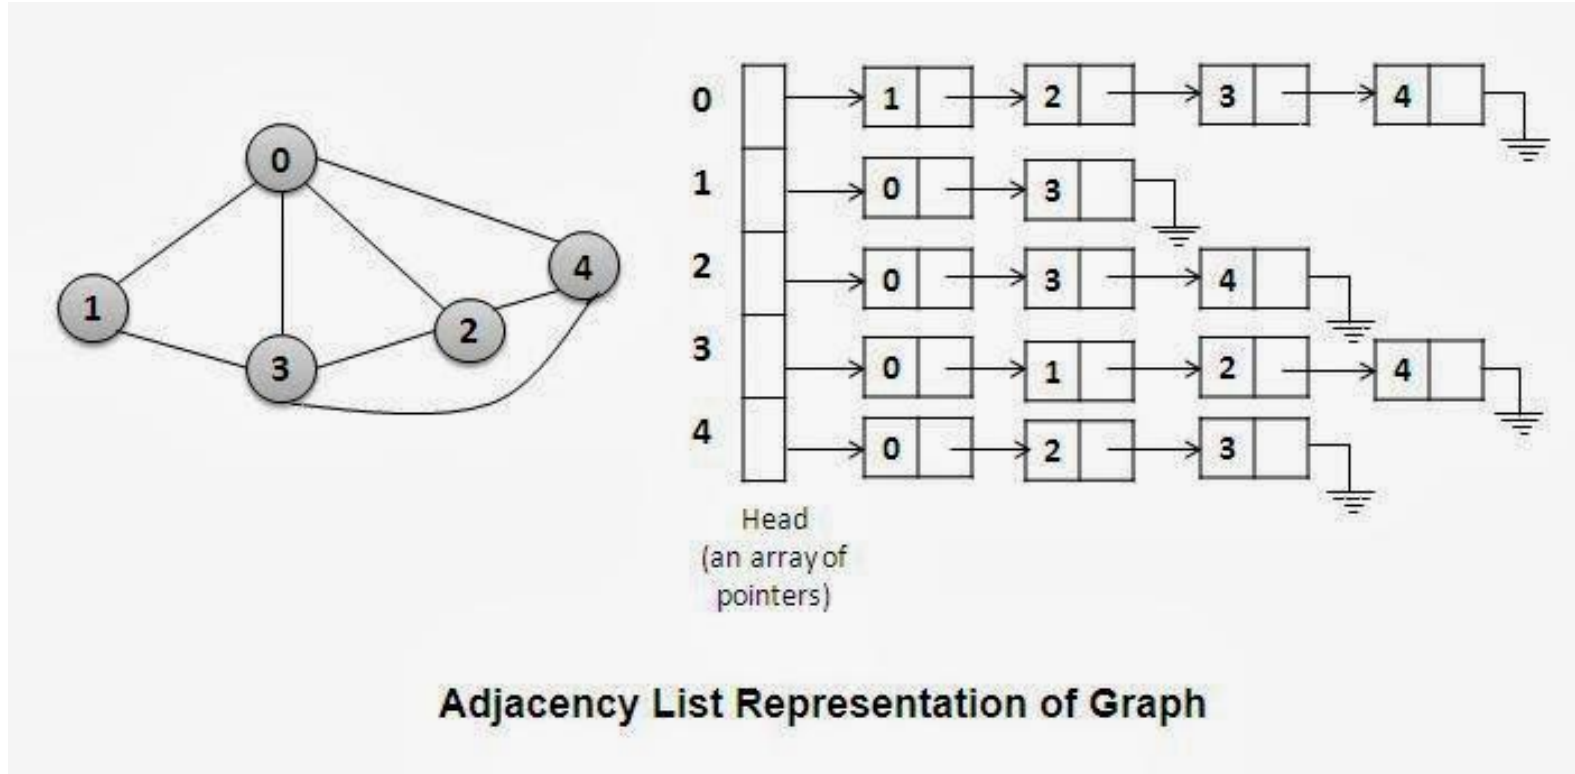 0
1
4
2
3
0 1 2 3 4
1 0 3
2 0 3 4
3 0 1 2 4
4 0 2 3
Head
(an array of
pointers)
Adjacency List Representation of Graph